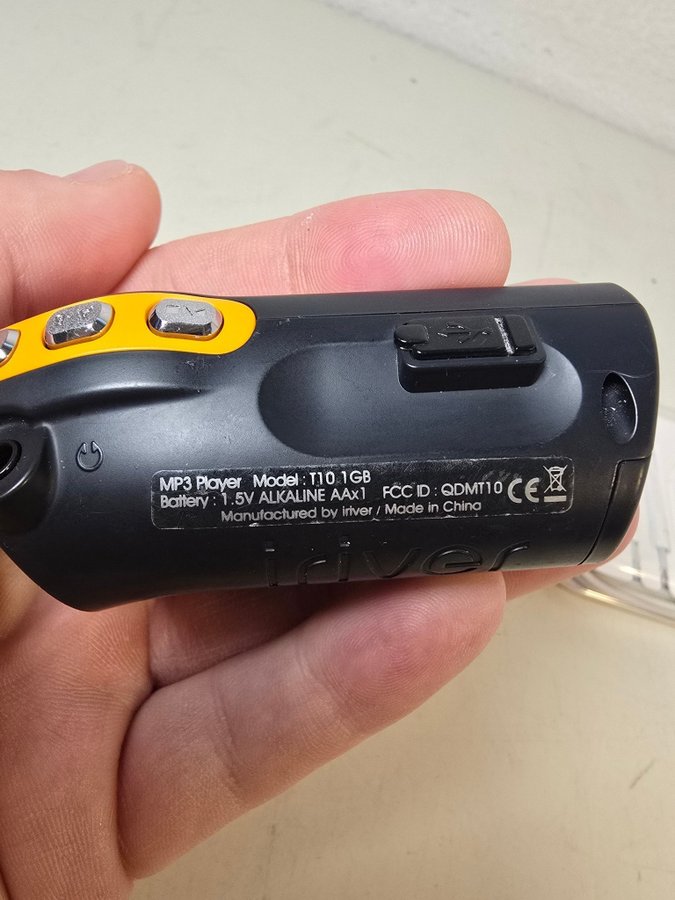 MP3 Player Model : T10 1GB
Battery : 1.5V ALKALINE AAx1 FCC ID : QDMT10 CE
Manufactured by iriver / Made in China
iriver